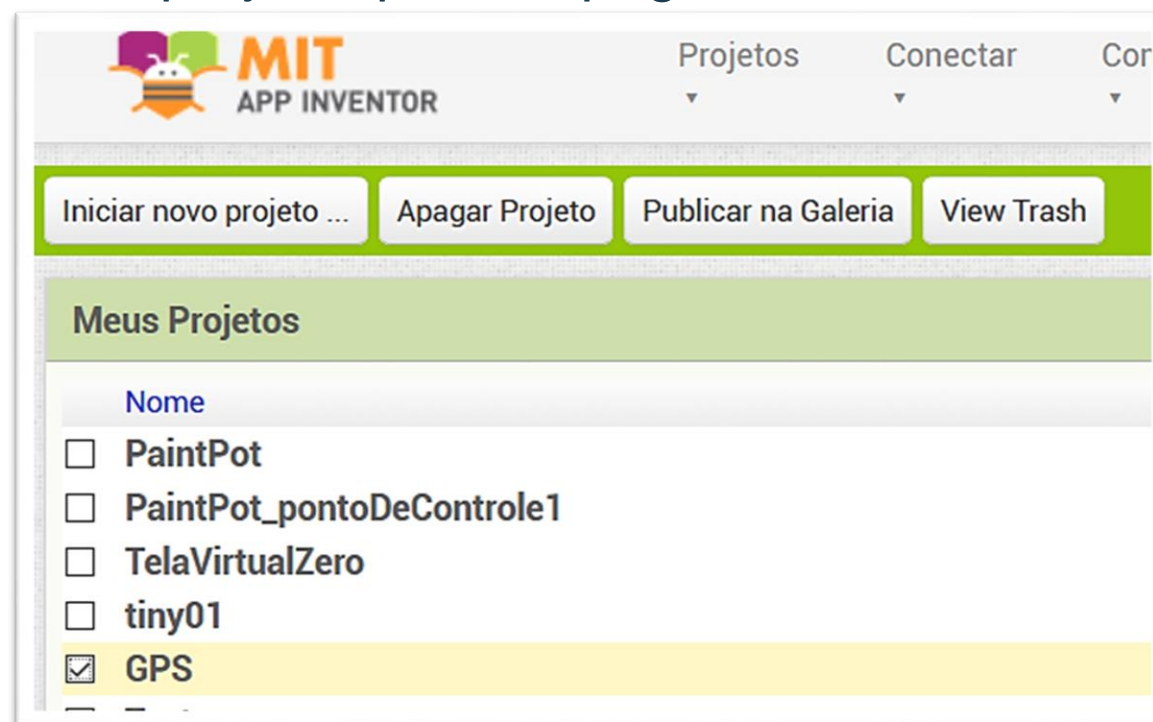 MIT
APP INVENTOR
Projetos Conectar
Iniciar novo projeto ... Apagar Projeto Publicar na Galeria View Trash
Meus Projetos
Nome
PaintPot
PaintPot_pontoDeControle1
TelaVirtualZero
tiny01
GPS